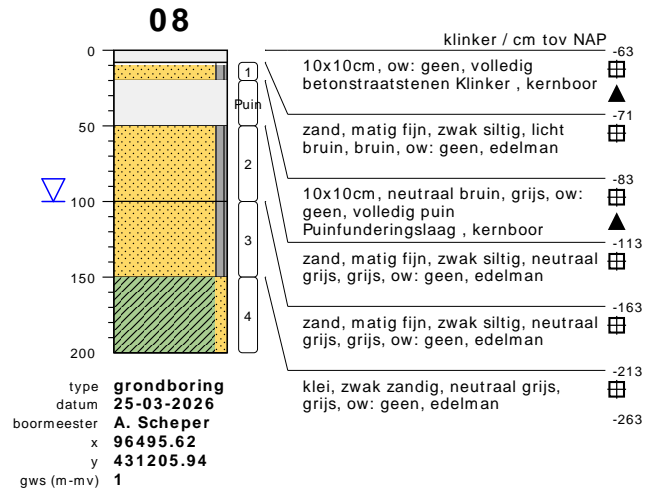 08
klinker / cm tov NAP
0
-63
10x10cm, ow: geen, volledig
betonstraatstenen Klinker , kernboor
1
Puin
-71
zand, matig fijn, zwak siltig, licht
bruin, bruin, ow: geen, edelman
50
2
-83
10x10cm, neutraal bruin, grijs, ow:
geen, volledig puin
Puinfunderingslaag , kernboor
100
3
-113
zand, matig fijn, zwak siltig, neutraal
grijs, grijs, ow: geen, edelman
150
4
-163
zand, matig fijn, zwak siltig, neutraal
grijs, grijs, ow: geen, edelman
200
-213
klei, zwak zandig, neutraal grijs,
grijs, ow: geen, edelman
-263
type grondboring
datum 25-03-2026
boormeester A. Scheper
x 96495.62
y 431205.94
gws (m-mv) 1